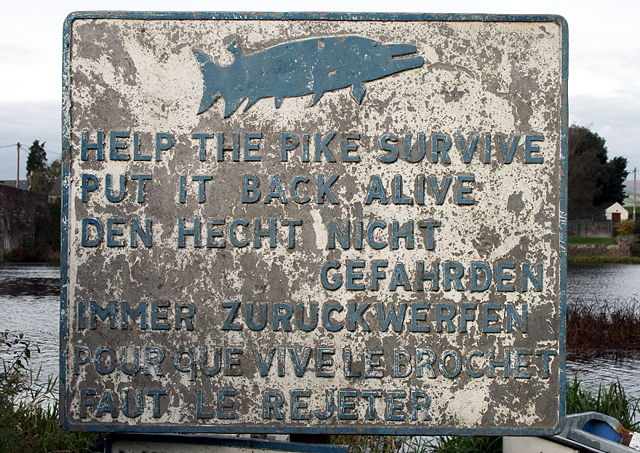 HELP THE PIKE SURVIVE
PUT IT BACK ALIVE
DEN HECHT NICHT
GEFAHRDEN
IMMER ZURUCKWERFEN
POUR QUE VIVE LE BROCHET
FAUT LE REJETER